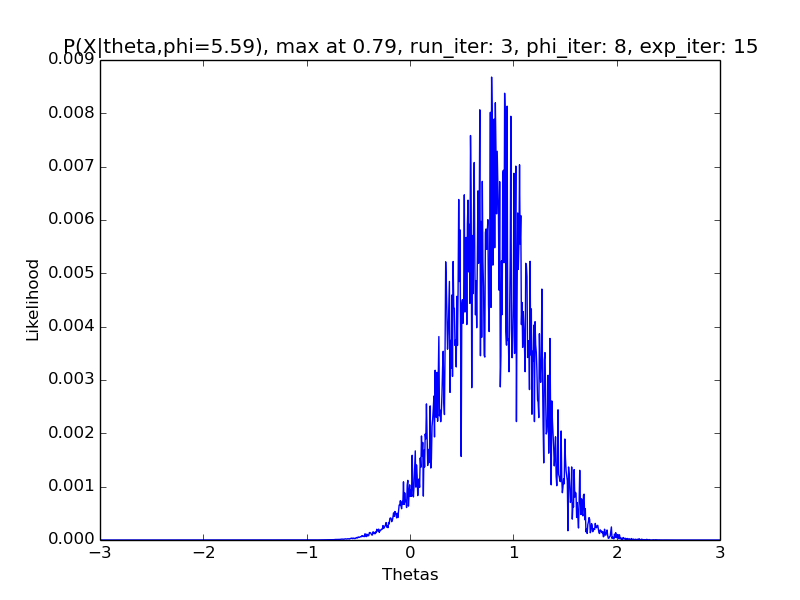 P(X|theta,phi=5.59), max at 0.79, run_iter: 3, phi_iter: 8, exp_iter: 15
0.009
0.008
0.007
0.006
0.005
0.004
0.003
0.002
0.001
0.000
Likelihood
−3 −2 −1 0 1 2 3
Thetas